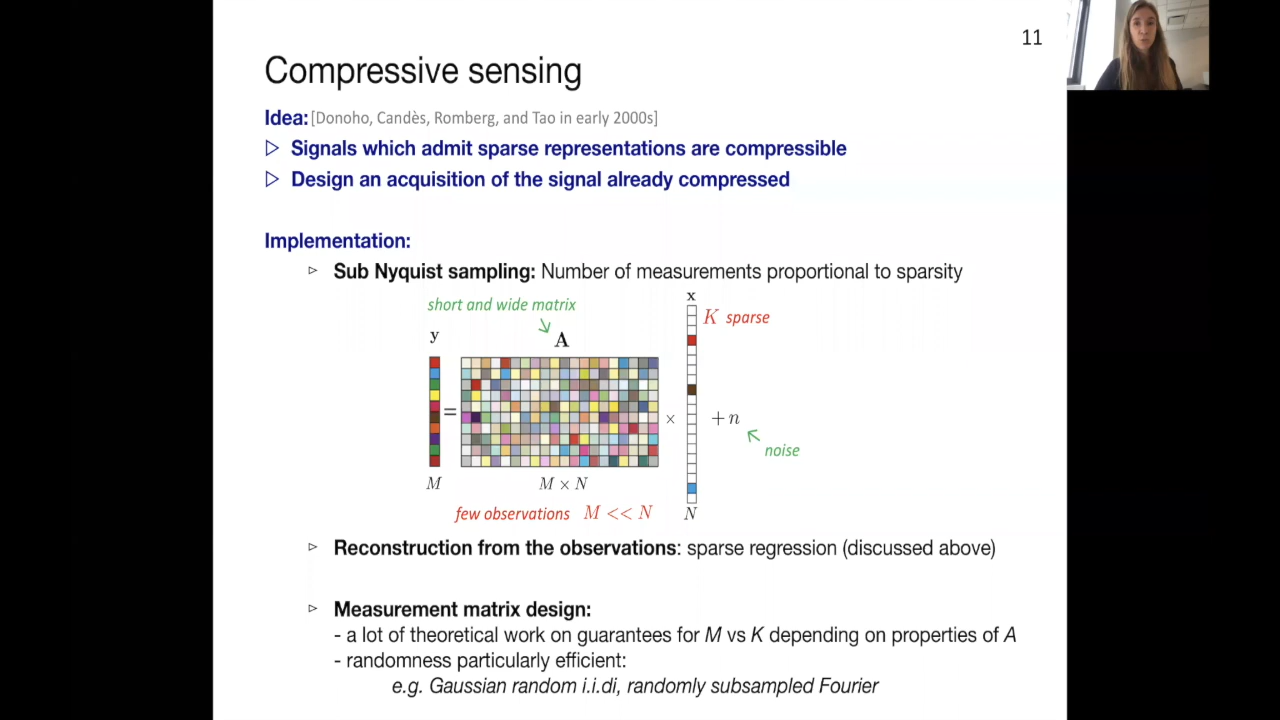 11
Compressive sensing
Idea: [Donoho, Candès, Romberg, and Tao in early 2000s]
▷ Signals which admit sparse representations are compressible
▷ Design an acquisition of the signal already compressed
Implementation:
▷ Sub Nyquist sampling: Number of measurements proportional to sparsity
short and wide matrix
x
K sparse
y
A
=
×
+ n
noise
M
M × N
few observations M << N
N
▷ Reconstruction from the observations: sparse regression (discussed above)
▷ Measurement matrix design:
- a lot of theoretical work on guarantees for M vs K depending on properties of A
- randomness particularly efficient:
e.g. Gaussian random i.i.di, randomly subsampled Fourier